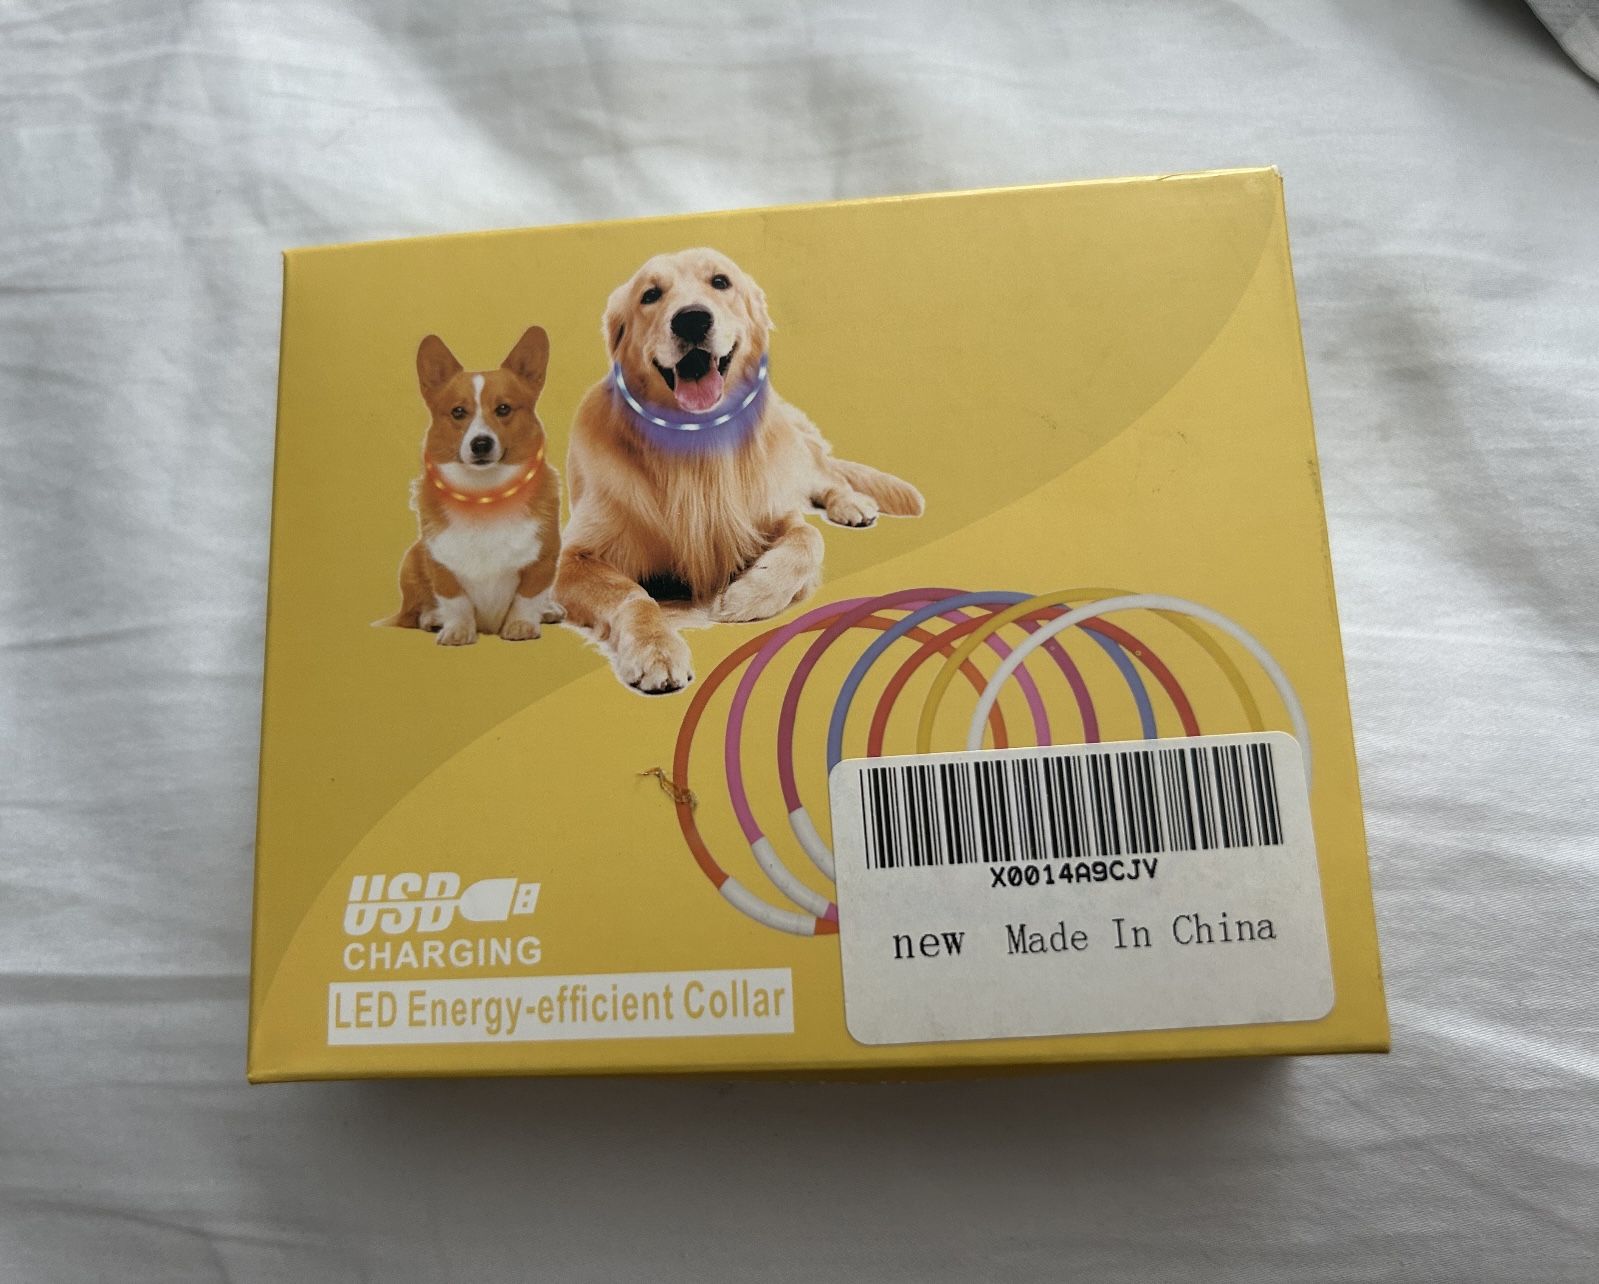 USB
CHARGING
LED Energy-efficient Collar
X0014A9CJV
new Made In China